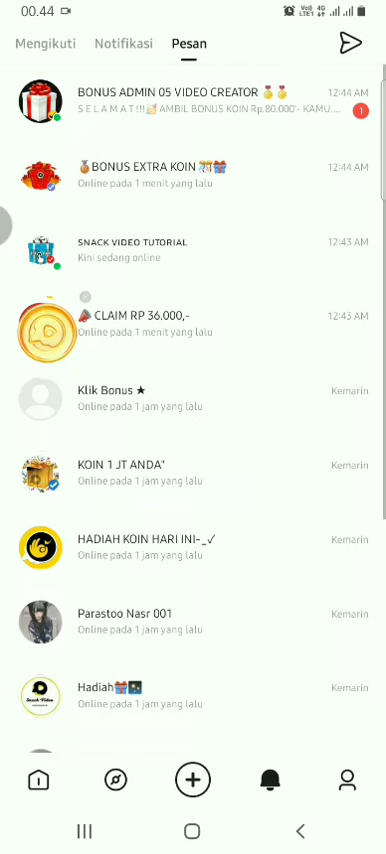 00.44
Mengikuti Notifikasi Pesan
BONUS ADMIN 05 VIDEO CREATOR 🏅🏅 12:44 AM
S E L A M A T !!!🥳 AMBIL BONUS KOIN Rp.80.000'- KAMU.... 1
🏅BONUS EXTRA KOIN 🎊🎁 12:44 AM
Online pada 1 menit yang lalu
SNACK VIDEO TUTORIAL 12:43 AM
Kini sedang online
📣 CLAIM RP 36.000,- 12:43 AM
Online pada 1 menit yang lalu
Klik Bonus ★ Kemarin
Online pada 1 jam yang lalu
KOIN 1 JT ANDA" Kemarin
Online pada 1 jam yang lalu
HADIAH KOIN HARI INI-_✓ Kemarin
Online pada 1 jam yang lalu
Parastoo Nasr 001 Kemarin
Online pada 1 jam yang lalu
Hadiah🎁🎆 Kemarin
Online pada 1 jam yang lalu
Snack Video